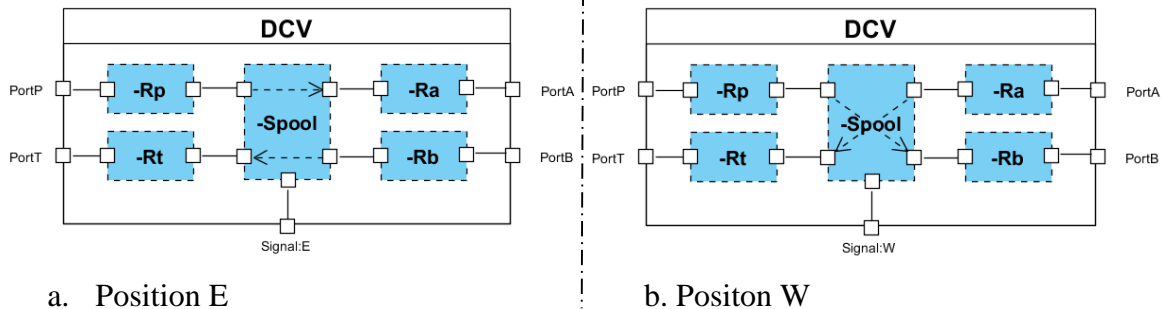 DCV
PortP -Rp -Ra PortA
-Spool
PortT -Rt -Rb PortB
Signal:E
a. Position E
DCV
PortP -Rp -Ra PortA
-Spool
PortT -Rt -Rb PortB
Signal:W
b. Positon W